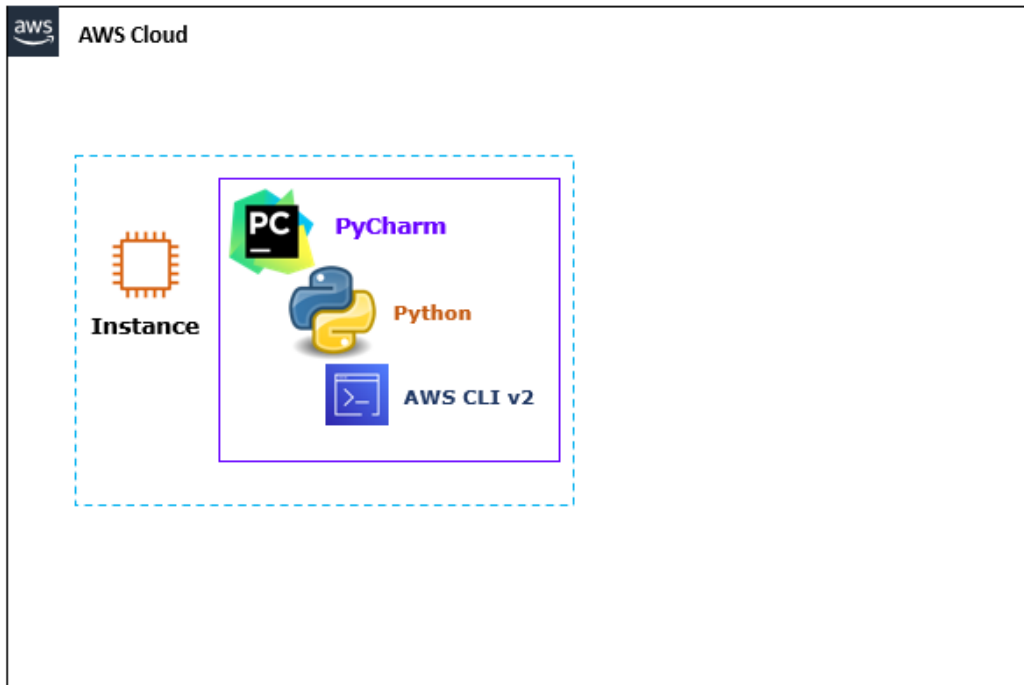 aws
AWS Cloud
PC
PyCharm
Python
Instance
AWS CLI v2